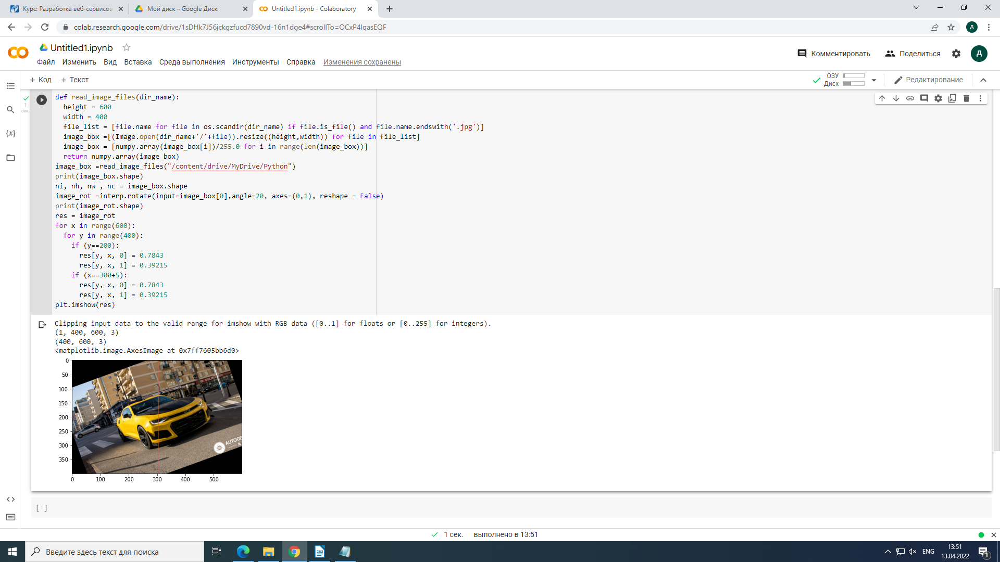 Курс: Разработка веб-сервисов
Мой диск – Google Диск
Untitled1.ipynb - Colaboratory
colab.research.google.com/drive/1sDHk7J56jckgzfucd7890vd-16n1dge4#scrollTo=OCxP4lqasEQF
Д
Untitled1.ipynb
Комментировать
Поделиться
Д
Файл Изменить Вид Вставка Среда выполнения Инструменты Справка Изменения сохранены
+ Код + Текст
ОЗУ
Диск
Редактирование
1
сек.
{x}
def read_image_files(dir_name):
  height = 600
  width = 400
  file_list = [file.name for file in os.scandir(dir_name) if file.is_file() and file.name.endswith('.jpg')]
  image_box =[(Image.open(dir_name+'/'+file)).resize((height,width)) for file in file_list]
  image_box = [numpy.array(image_box[i])/255.0 for i in range(len(image_box))]
  return numpy.array(image_box)
image_box =read_image_files("/content/drive/MyDrive/Python")
print(image_box.shape)
ni, nh, nw , nc = image_box.shape
image_rot =interp.rotate(input=image_box[0],angle=20, axes=(0,1), reshape = False)
print(image_rot.shape)
res = image_rot
for x in range(600):
  for y in range(400):
    if (y==200):
      res[y, x, 0] = 0.7843
      res[y, x, 1] = 0.39215
    if (x==300+5):
      res[y, x, 0] = 0.7843
      res[y, x, 1] = 0.39215
plt.imshow(res)
Clipping input data to the valid range for imshow with RGB data ([0..1] for floats or [0..255] for integers).
(1, 400, 600, 3)
(400, 600, 3)
<matplotlib.image.AxesImage at 0x7ff7605bb6d0>
0
50
100
150
200
250
300
350
AUTOGE
0 100 200 300 400 500
[ ]
1 сек. выполнено в 13:51
Введите здесь текст для поиска
ENG
13:51
13.04.2022
1